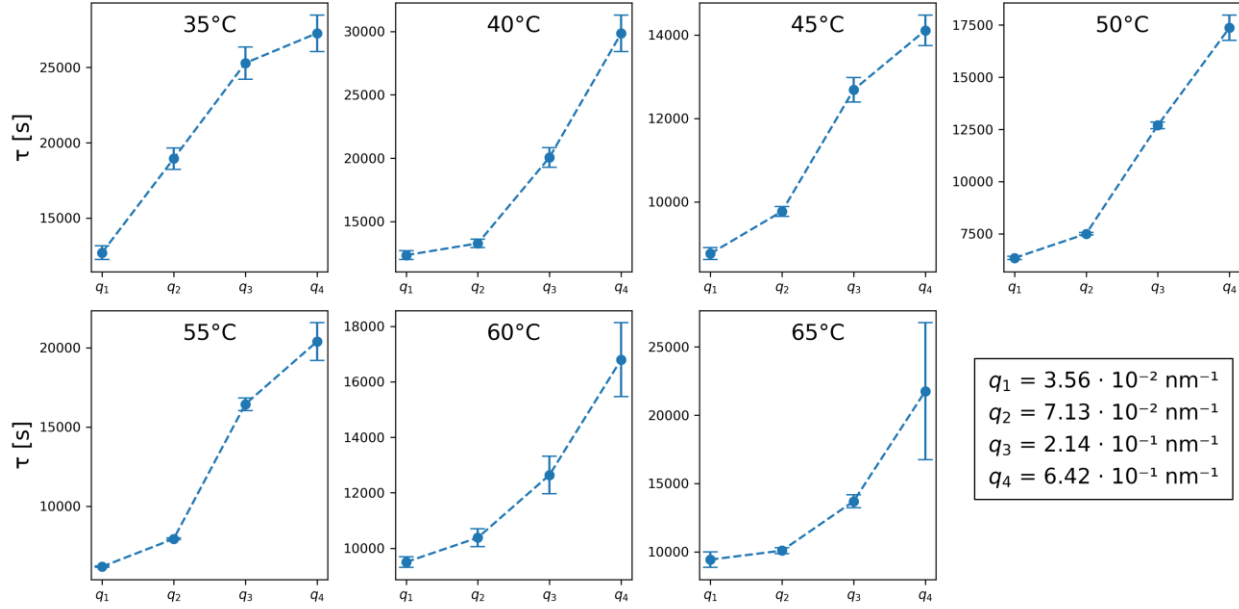 35°C
40°C
45°C
50°C
τ [s]
25000
20000
15000
30000
25000
20000
15000
14000
12000
10000
17500
15000
12500
10000
7500
q₁ q₂ q₃ q₄
q₁ q₂ q₃ q₄
q₁ q₂ q₃ q₄
q₁ q₂ q₃ q₄
55°C
60°C
65°C
τ [s]
20000
15000
10000
18000
16000
14000
12000
10000
25000
20000
15000
10000
q₁ q₂ q₃ q₄
q₁ q₂ q₃ q₄
q₁ q₂ q₃ q₄
q₁ = 3.56 · 10⁻² nm⁻¹
q₂ = 7.13 · 10⁻² nm⁻¹
q₃ = 2.14 · 10⁻¹ nm⁻¹
q₄ = 6.42 · 10⁻¹ nm⁻¹